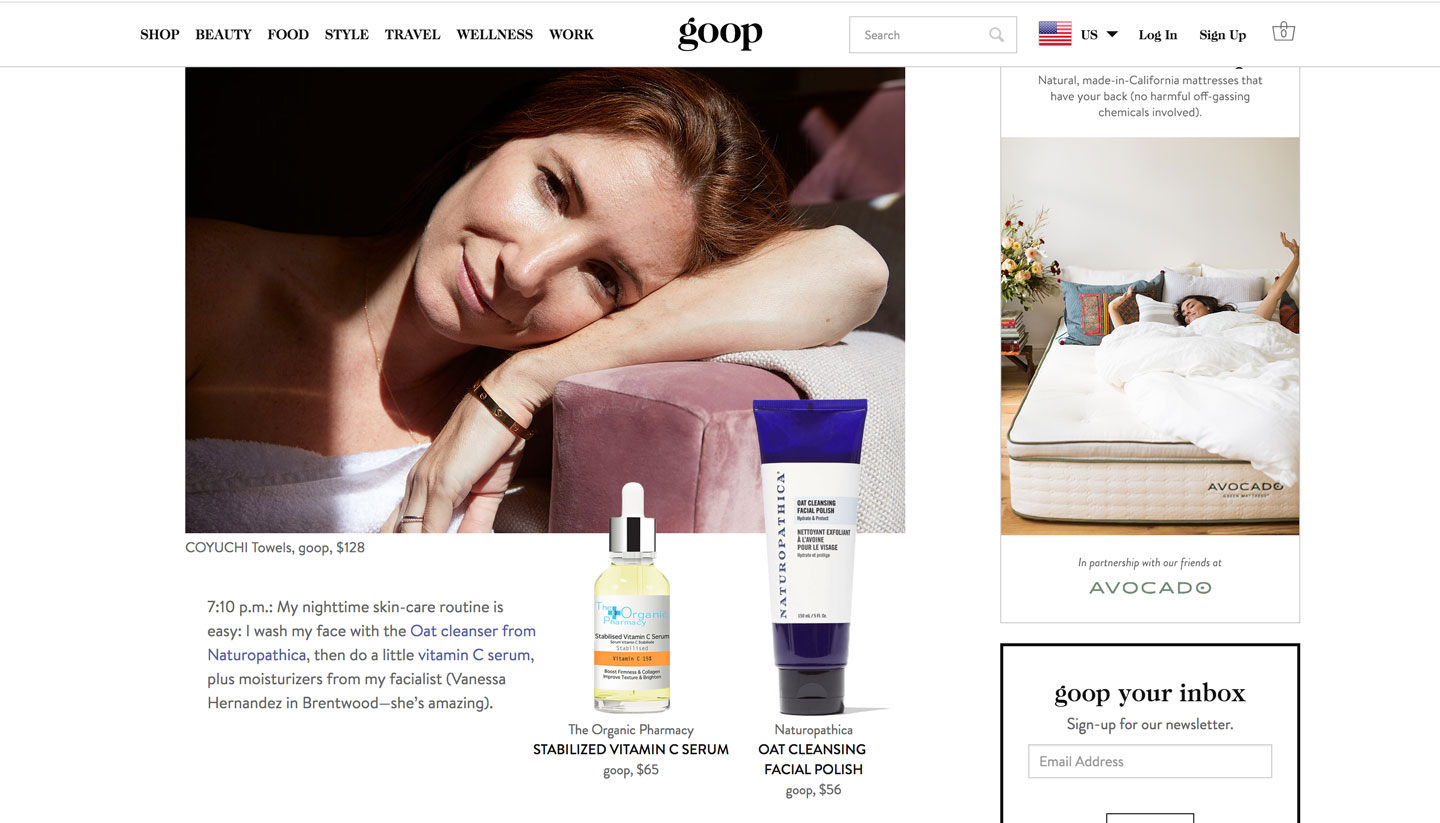 SHOP BEAUTY FOOD STYLE TRAVEL WELLNESS WORK
goop
Search
US
Log In
Sign Up
0
COYUCHI Towels, goop, $128
7:10 p.m.: My nighttime skin-care routine is
easy: I wash my face with the Oat cleanser from
Naturopathica, then do a little vitamin C serum,
plus moisturizers from my facialist (Vanessa
Hernandez in Brentwood—she’s amazing).
The Organic
Pharmacy
Stabilised Vitamin C Serum
Serum Vitamin C Stabilisée
Stabilised
Vitamin C 15%
Boost Firmness & Collagen
Improve Texture & Brighten
The Organic Pharmacy
STABILIZED VITAMIN C SERUM
goop, $65
NATUROPATHICA
OAT CLEANSING
FACIAL POLISH
Hydrate & Protect
NETTOYANT EXFOLIANT
À L'AVOINE
POUR LE VISAGE
Hydrate et protège
150 mL / 5 Fl. Oz.
Naturopathica
OAT CLEANSING
FACIAL POLISH
goop, $56
Natural, made-in-California mattresses that
have your back (no harmful off-gassing
chemicals involved).
AVOCADO
GREEN MATTRESS
In partnership with our friends at
AVOCADO
goop your inbox
Sign-up for our newsletter.
Email Address